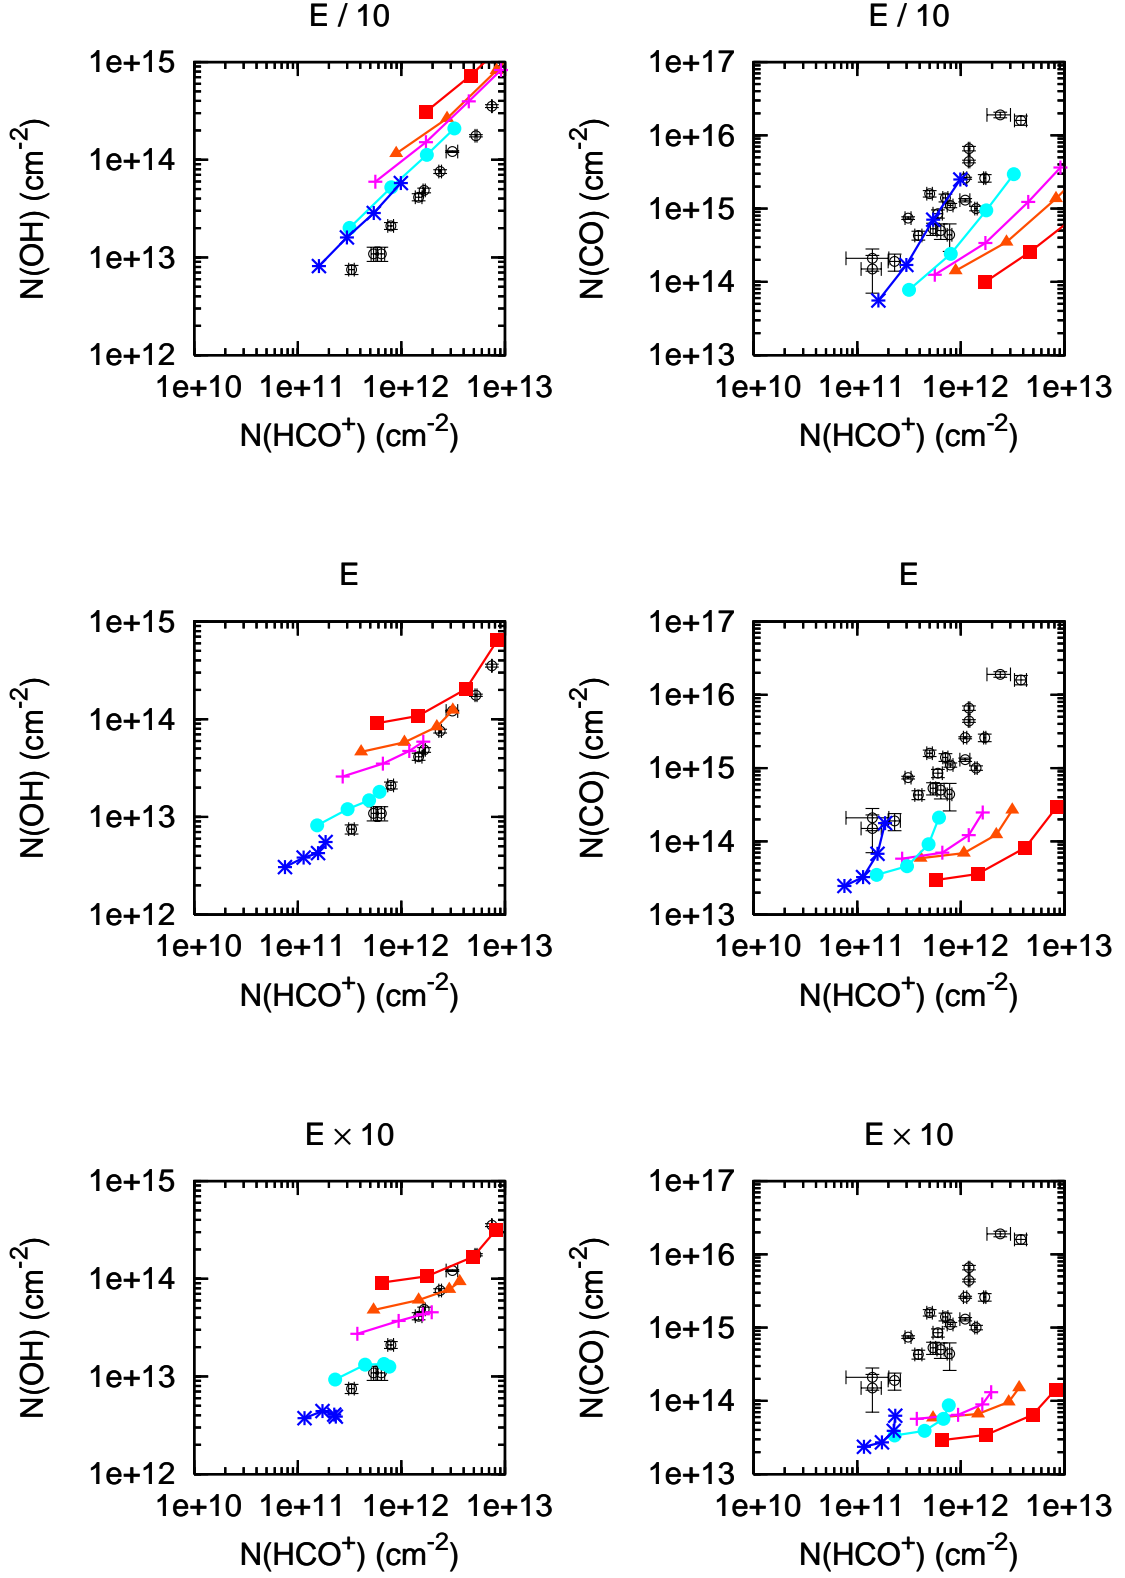 E / 10
E / 10
1e+15
1e+14
1e+13
1e+12
N(OH) (cm⁻²)
1e+10 1e+11 1e+12 1e+13
N(HCO⁺) (cm⁻²)
1e+17
1e+16
1e+15
1e+14
1e+13
N(CO) (cm⁻²)
1e+10 1e+11 1e+12 1e+13
N(HCO⁺) (cm⁻²)
E
E
1e+15
1e+14
1e+13
1e+12
N(OH) (cm⁻²)
1e+10 1e+11 1e+12 1e+13
N(HCO⁺) (cm⁻²)
1e+17
1e+16
1e+15
1e+14
1e+13
N(CO) (cm⁻²)
1e+10 1e+11 1e+12 1e+13
N(HCO⁺) (cm⁻²)
E × 10
E × 10
1e+15
1e+14
1e+13
1e+12
N(OH) (cm⁻²)
1e+10 1e+11 1e+12 1e+13
N(HCO⁺) (cm⁻²)
1e+17
1e+16
1e+15
1e+14
1e+13
N(CO) (cm⁻²)
1e+10 1e+11 1e+12 1e+13
N(HCO⁺) (cm⁻²)